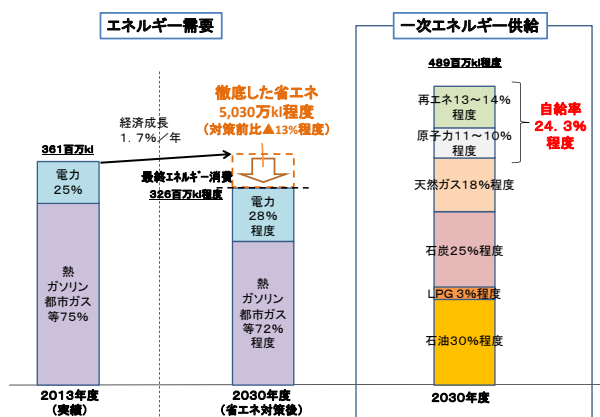 エネルギー需要
一次エネルギー供給
489百万kl程度
徹底した省エネ
5,030万kl程度
(対策前比▲13%程度)
経済成長
1.7%/年
361百万kl
最終エネルギー消費
326百万kl程度
電力
25%
熱
ガソリン
都市ガス
等75%
電力
28%
程度
熱
ガソリン
都市ガス
等72%
程度
再エネ13~14%
程度
原子力11~10%
程度
自給率
24.3%
程度
天然ガス18%程度
石炭25%程度
LPG 3%程度
石油30%程度
2013年度
(実績)
2030年度
(省エネ対策後)
2030年度